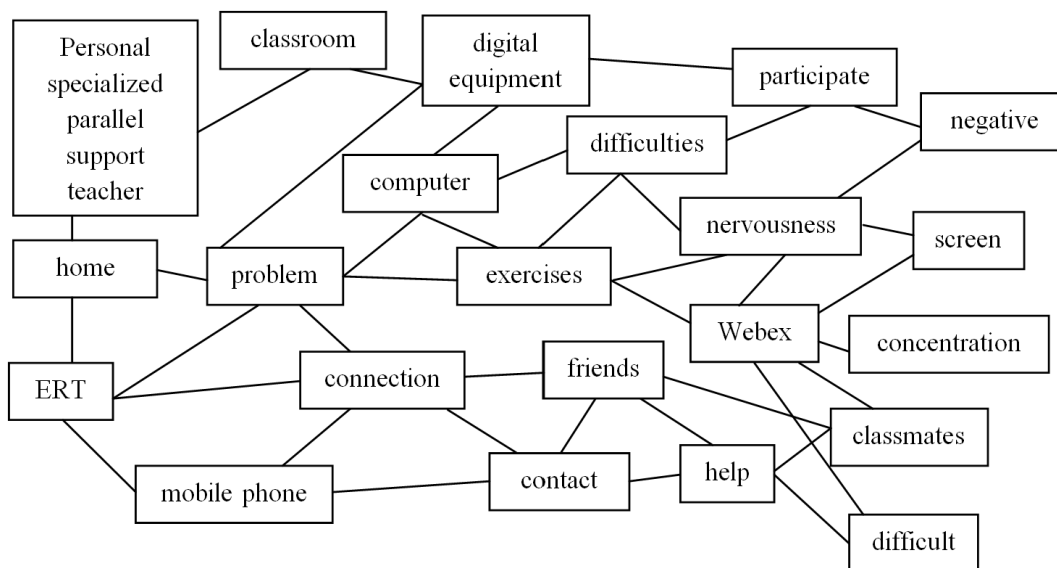 Personal
specialized
parallel
support
teacher
classroom
digital
equipment
participate
negative
difficulties
computer
nervousness
screen
home
problem
exercises
Webex
concentration
ERT
connection
friends
classmates
mobile phone
contact
help
difficult